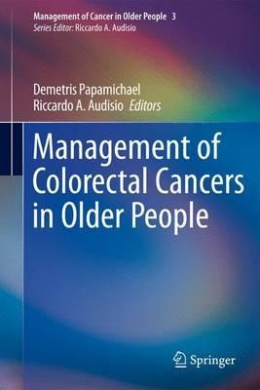 Management of Cancer in Older People 3
Series Editor: Riccardo A. Audisio
Demetris Papamichael
Riccardo A. Audisio Editors
Management of
Colorectal Cancers
in Older People
Springer